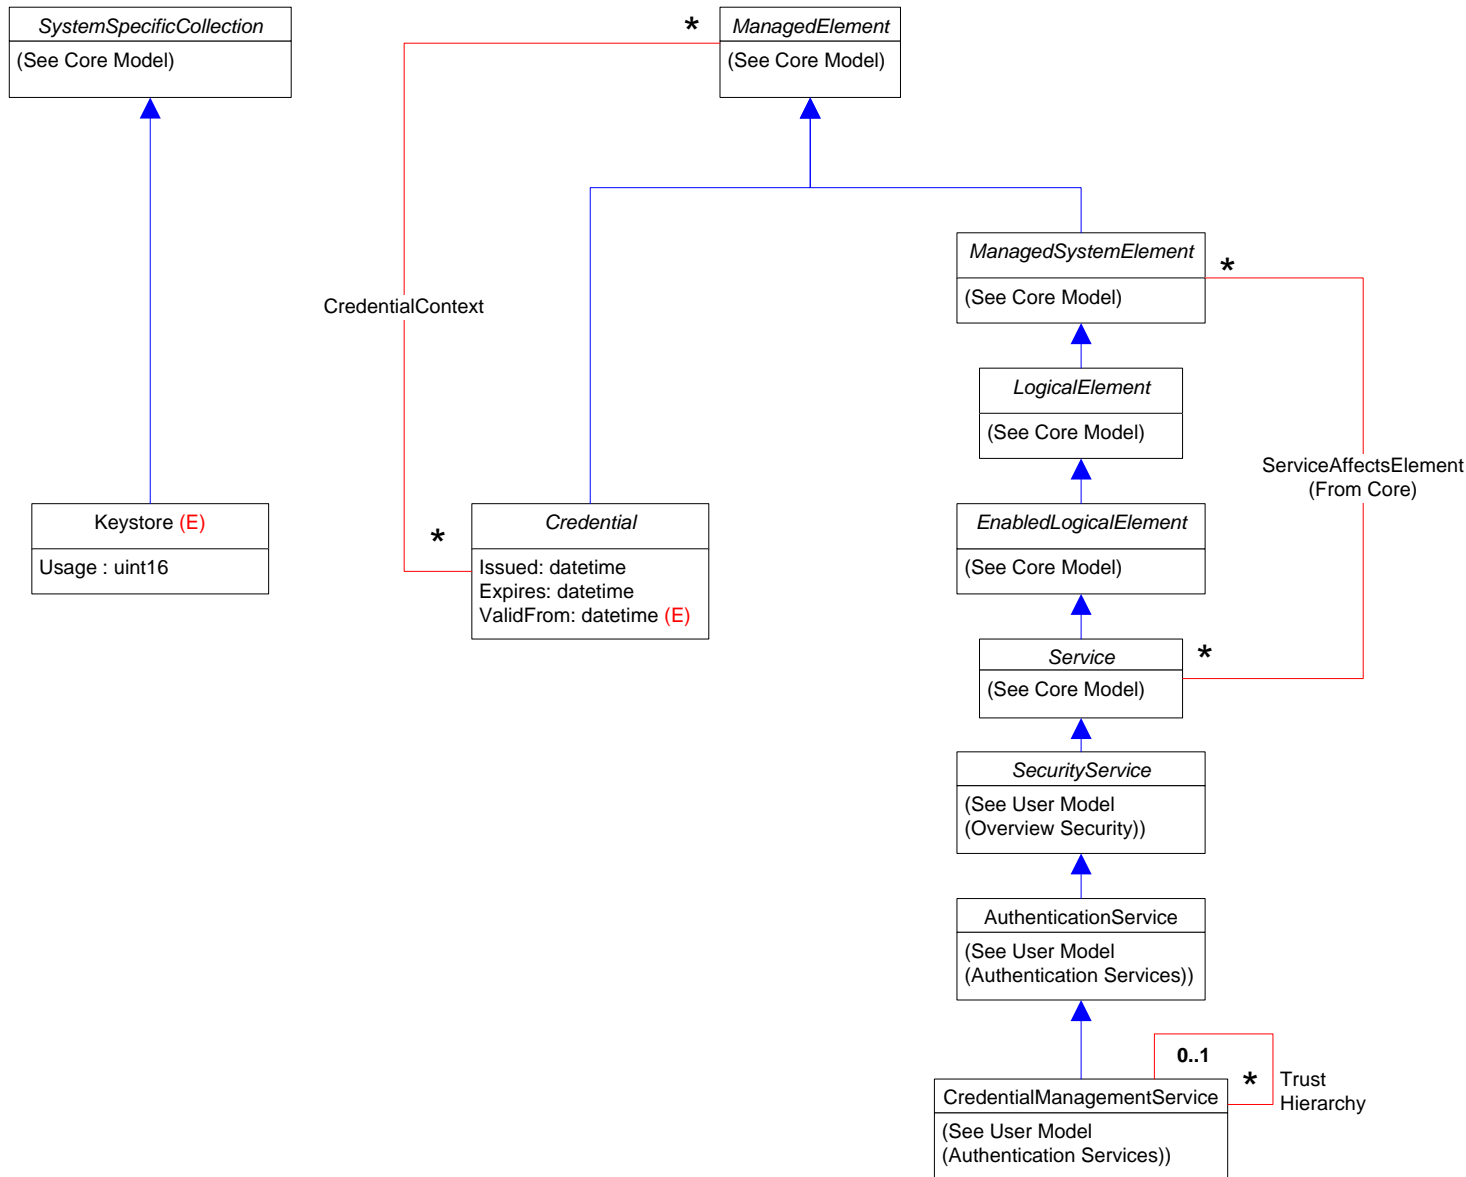 SystemSpecificCollection
(See Core Model)
*
ManagedElement
(See Core Model)
CredentialContext
ManagedSystemElement
(See Core Model)
*
LogicalElement
(See Core Model)
ServiceAffectsElement
(From Core)
Keystore (E)
Usage : uint16
*
Credential
Issued: datetime
Expires: datetime
ValidFrom: datetime (E)
EnabledLogicalElement
(See Core Model)
Service
(See Core Model)
*
SecurityService
(See User Model
(Overview Security))
AuthenticationService
(See User Model
(Authentication Services))
0..1
*
Trust
Hierarchy
CredentialManagementService
(See User Model
(Authentication Services))